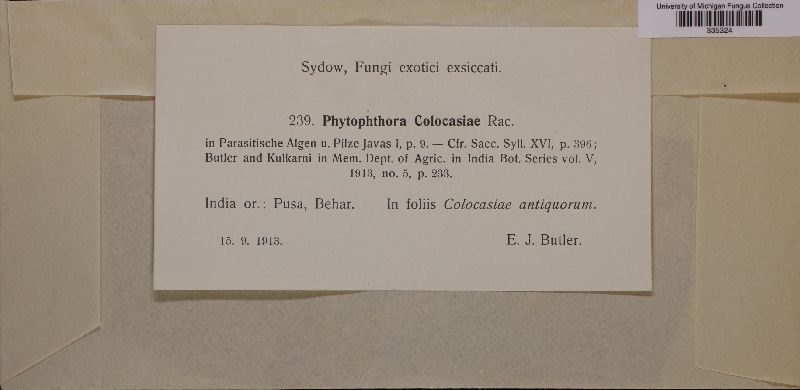 University of Michigan Fungus Collection
335324
Sydow, Fungi exotici exsiccati.
239. Phytophthora Colocasiae Rac.
in Parasitische Algen u. Pilze Javas I, p. 9. — Cfr. Sacc. Syll. XVI, p. 396;
Butler and Kulkarni in Mem. Dept. of Agric. in India Bot. Series vol. V,
1913, no. 5, p. 233.
India or.: Pusa, Behar. In foliis Colocasiae antiquorum.
15. 9. 1913. E. J. Butler.